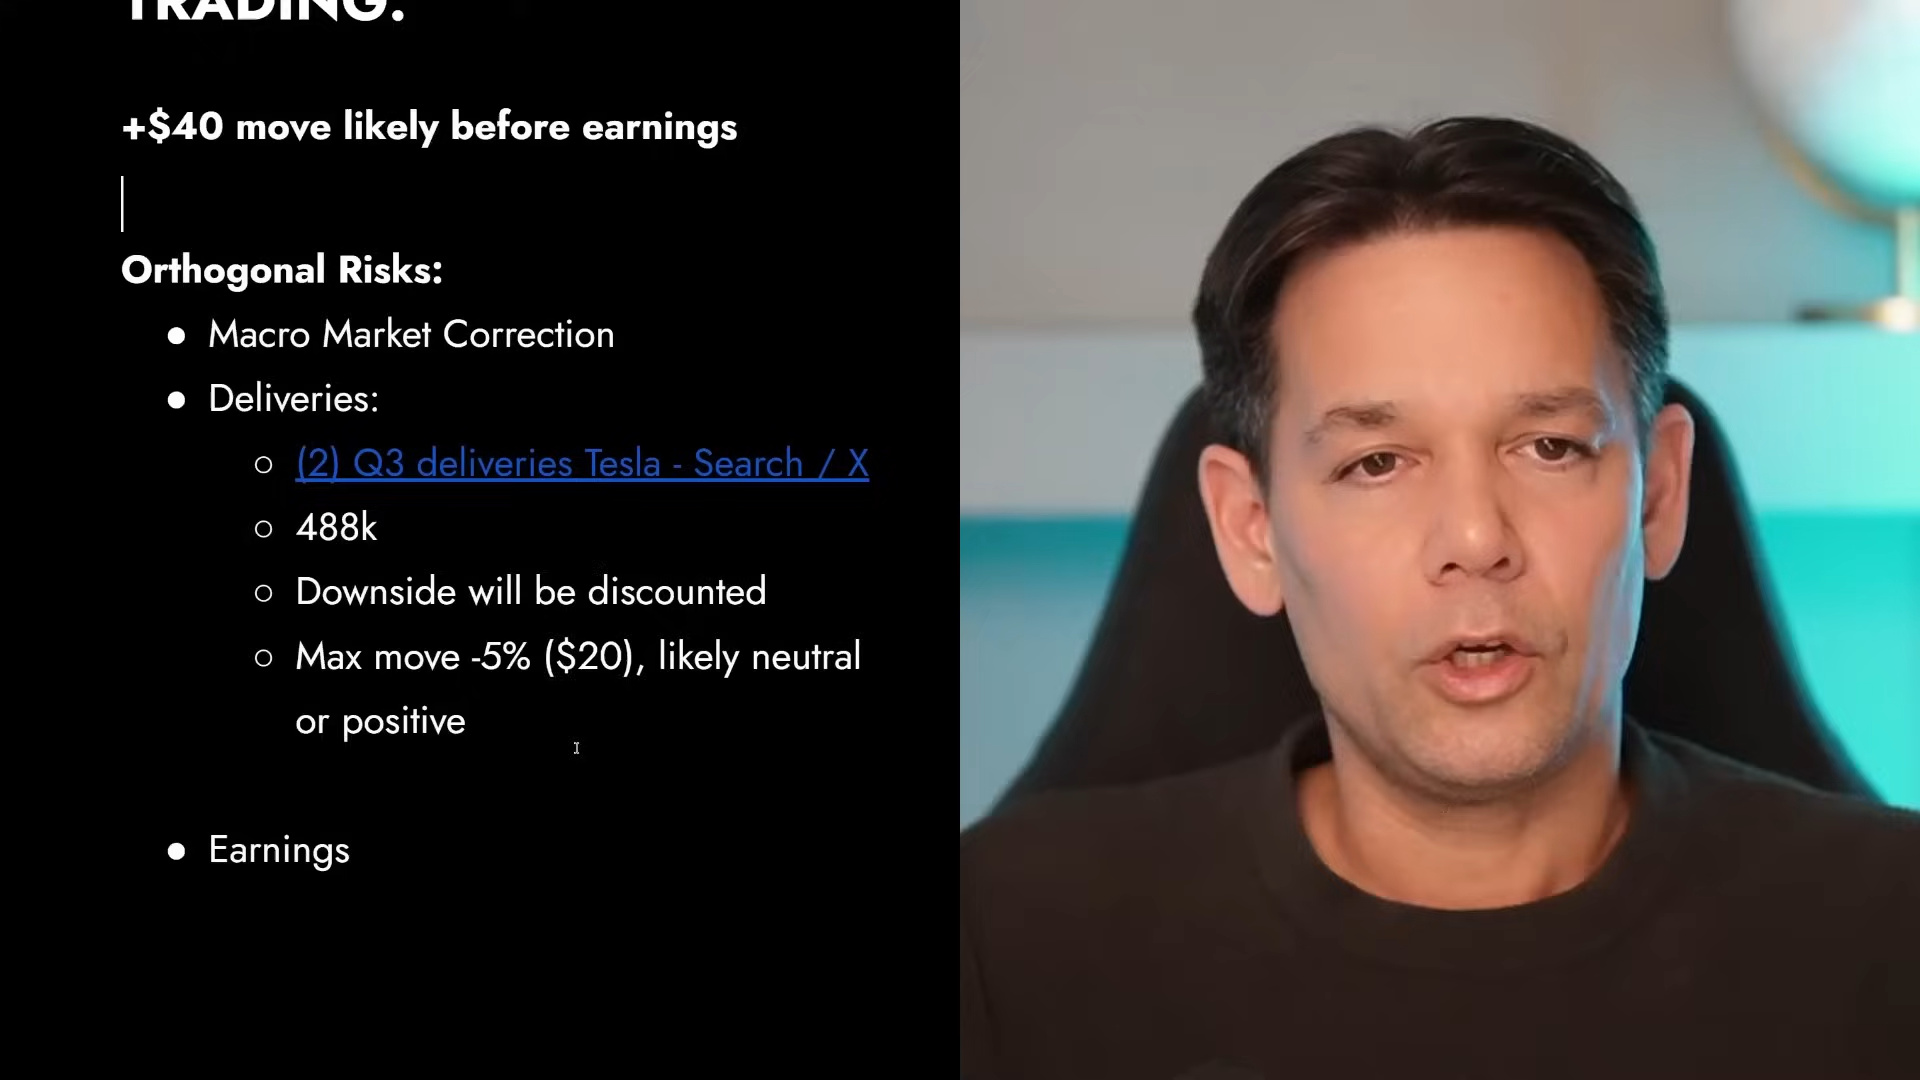 TRADING:
+$40 move likely before earnings
Orthogonal Risks:
● Macro Market Correction
● Deliveries:
○ (2) Q3 deliveries Tesla - Search / X
○ 488k
○ Downside will be discounted
○ Max move -5% ($20), likely neutral
or positive
● Earnings